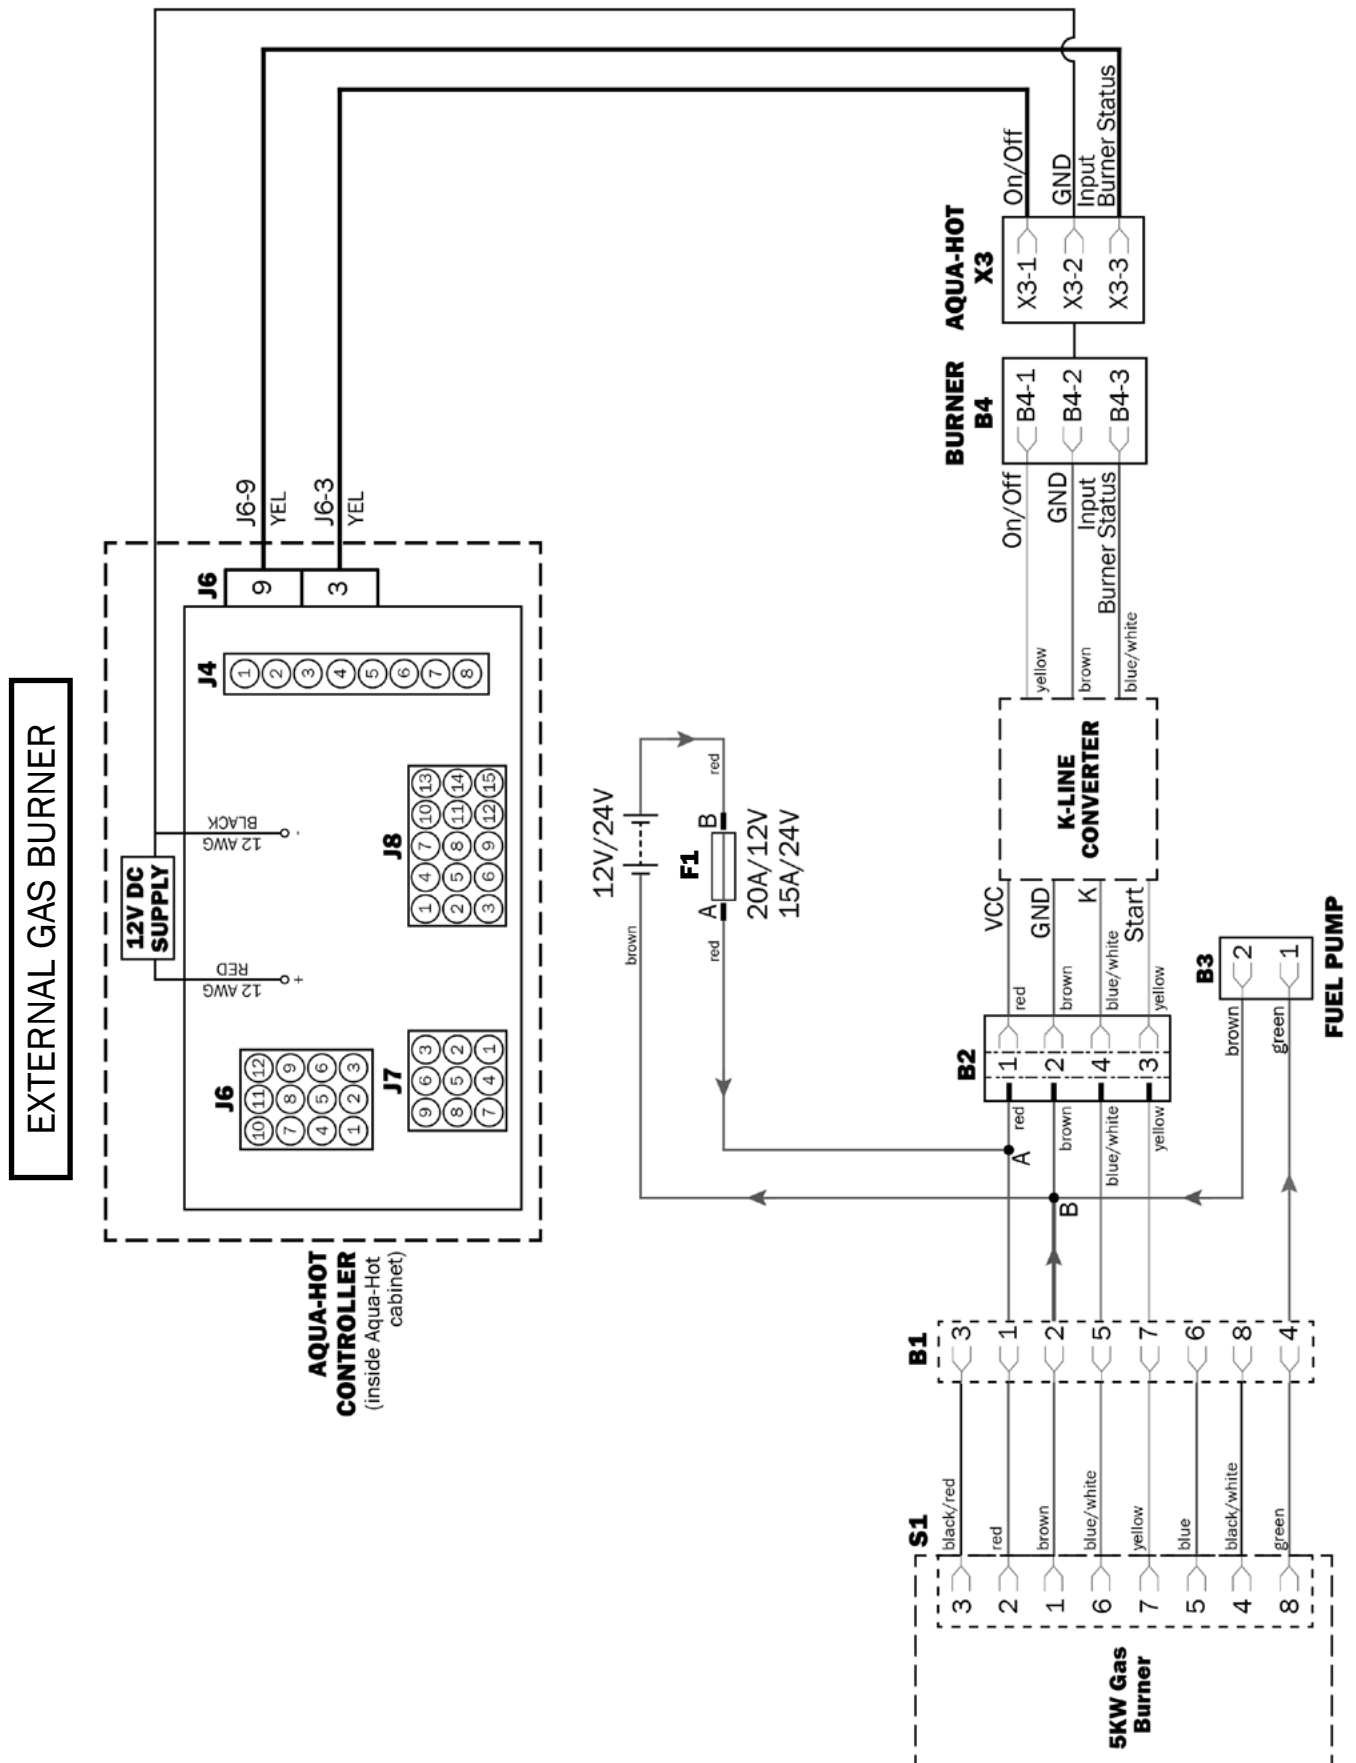 EXTERNAL GAS BURNER
AQUA-HOT
CONTROLLER
(inside Aqua-Hot
cabinet)
12V DC
SUPPLY
12 AWG
RED
+
12 AWG
BLACK
-
J6
10 11 12
7 8 9
4 5 6
1 2 3
J7
9 6 3
8 5 2
7 4 1
J8
1 4 7 10 13
2 5 8 11 14
3 6 9 12 15
J4
1
2
3
4
5
6
7
8
J6
9
3
J6-9
YEL
J6-3
YEL
12V/24V
brown
red
F1
A
B
red
20A/12V
15A/24V
5KW Gas
Burner
S1
3
2
1
6
7
5
4
8
black/red
red
brown
blue/white
yellow
blue
black/white
green
B1
3
1
2
5
7
6
8
4
A
B
red
brown
blue/white
yellow
B2
1
2
4
3
red
brown
blue/white
yellow
VCC
GND
K
Start
brown
green
B3
2
1
FUEL PUMP
K-LINE
CONVERTER
yellow
brown
blue/white
On/Off
GND
Input
Burner Status
BURNER
B4
B4-1
B4-2
B4-3
AQUA-HOT
X3
X3-1
X3-2
X3-3
On/Off
GND
Input
Burner Status